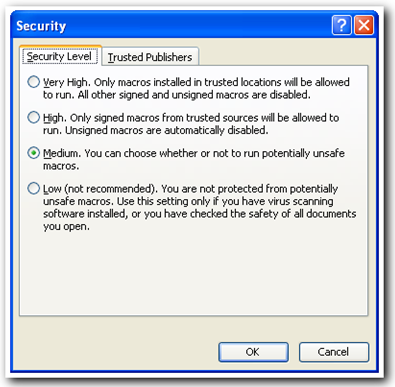 Security
Security Level Trusted Publishers
Very High. Only macros installed in trusted locations will be allowed
to run. All other signed and unsigned macros are disabled.
High. Only signed macros from trusted sources will be allowed to
run. Unsigned macros are automatically disabled.
Medium. You can choose whether or not to run potentially unsafe
macros.
Low (not recommended). You are not protected from potentially
unsafe macros. Use this setting only if you have virus scanning
software installed, or you have checked the safety of all documents
you open.
OK Cancel